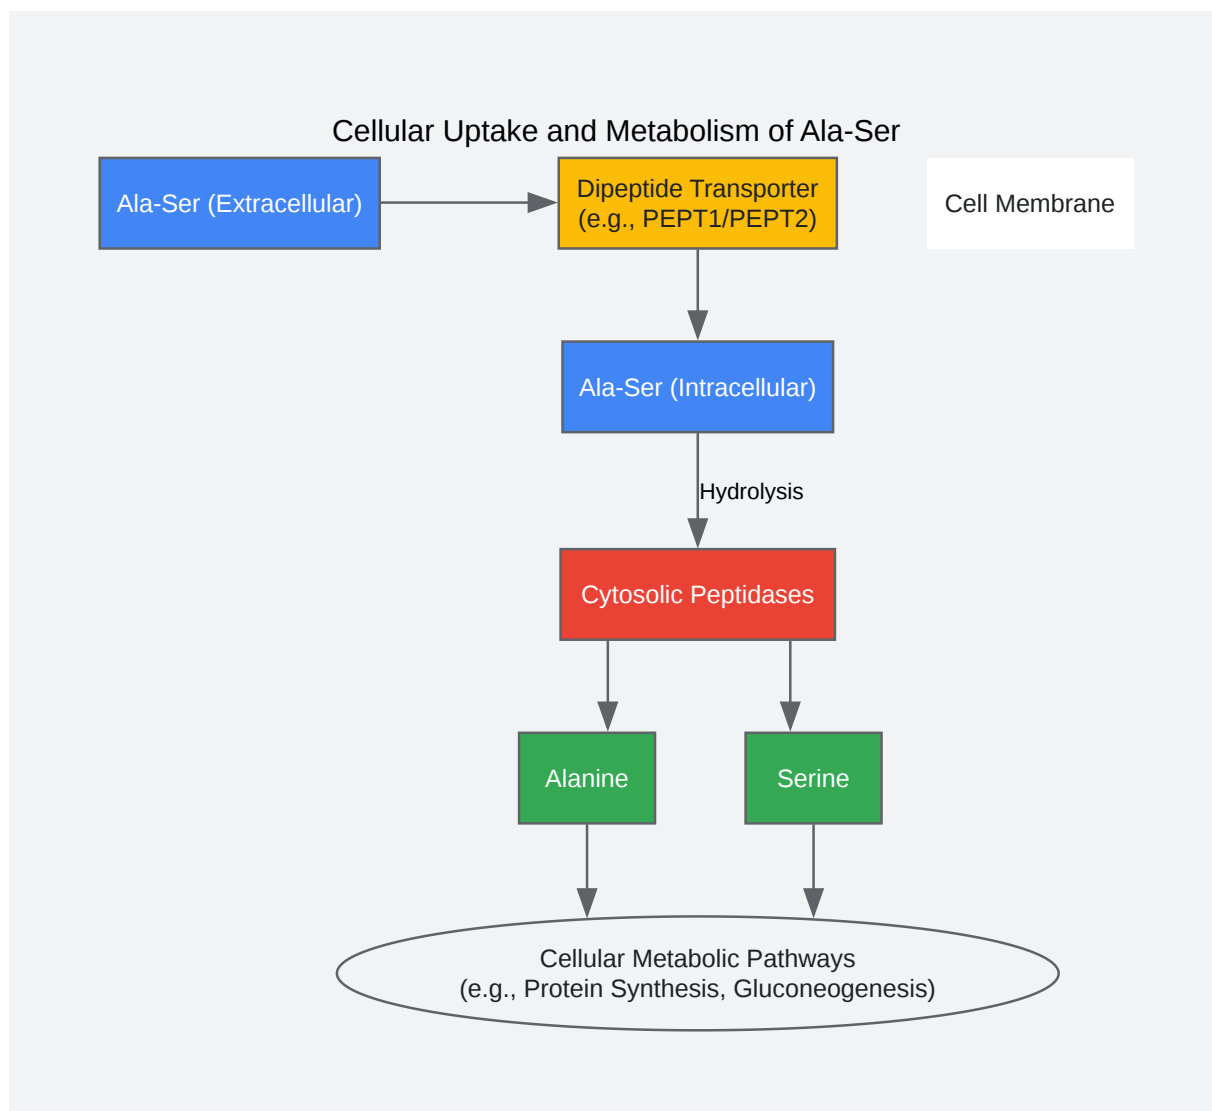 Cellular Uptake and Metabolism of Ala-Ser
Ala-Ser (Extracellular)
Dipeptide Transporter
(e.g., PEPT1/PEPT2)
Cell Membrane
Ala-Ser (Intracellular)
Hydrolysis
Cytosolic Peptidases
Alanine
Serine
Cellular Metabolic Pathways
(e.g., Protein Synthesis, Gluconeogenesis)